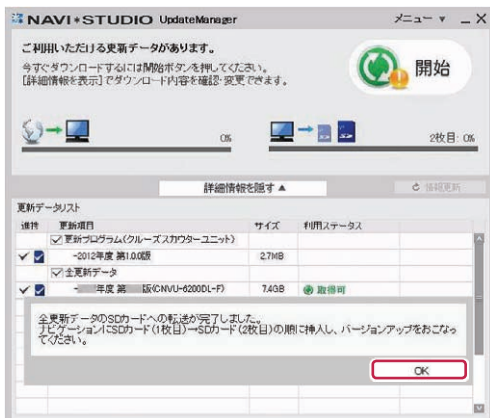 NAVI*STUDIO UpdateManager
メニュー ▼ _ X
ご利用いただける更新データがあります。
今すぐダウンロードするには開始ボタンを押してください。
[詳細情報を表示]でダウンロード内容を確認・変更できます。
開始
0%
2枚目: 0%
詳細情報を隠す ▲
情報更新
更新データリスト
進捗 更新項目 サイズ 利用ステータス
更新プログラム(クルーズスカウターユニット)
-2012年度 第1.0.0版 2.7MB
全更新データ
- 年度 第 版(CNVU-6200DL-F) 7.4GB 取得可
全更新データのSDカードへの転送が完了しました。
ナビゲーションにSDカード(1枚目)→SDカード(2枚目)の順に挿入し、バージョンアップをおこなっ
てください。
OK